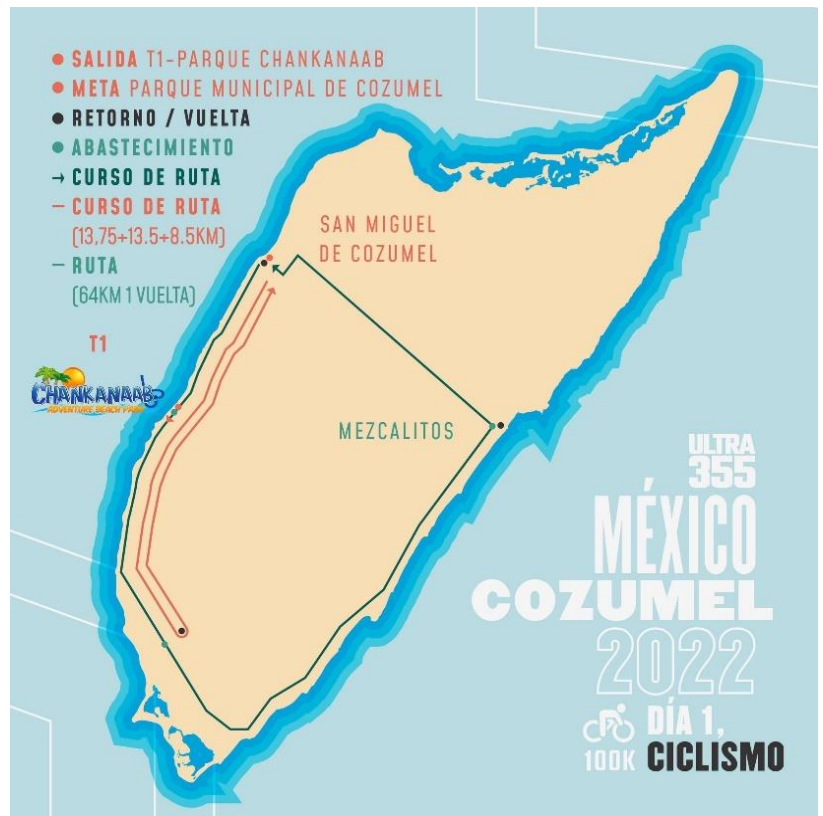 SALIDA T1-PARQUE CHANKANAAB
META PARQUE MUNICIPAL DE COZUMEL
RETORNO / VUELTA
ABASTECIMIENTO
CURSO DE RUTA
CURSO DE RUTA
(13,75+13.5+8.5KM)
RUTA
(64KM 1 VUELTA)
T1
CHANKANAAB
ADVENTURE BEACH PARK
SAN MIGUEL
DE COZUMEL
MEZCALITOS
ULTRA
355
MÉXICO
COZUMEL
2022
DÍA 1,
100K CICLISMO